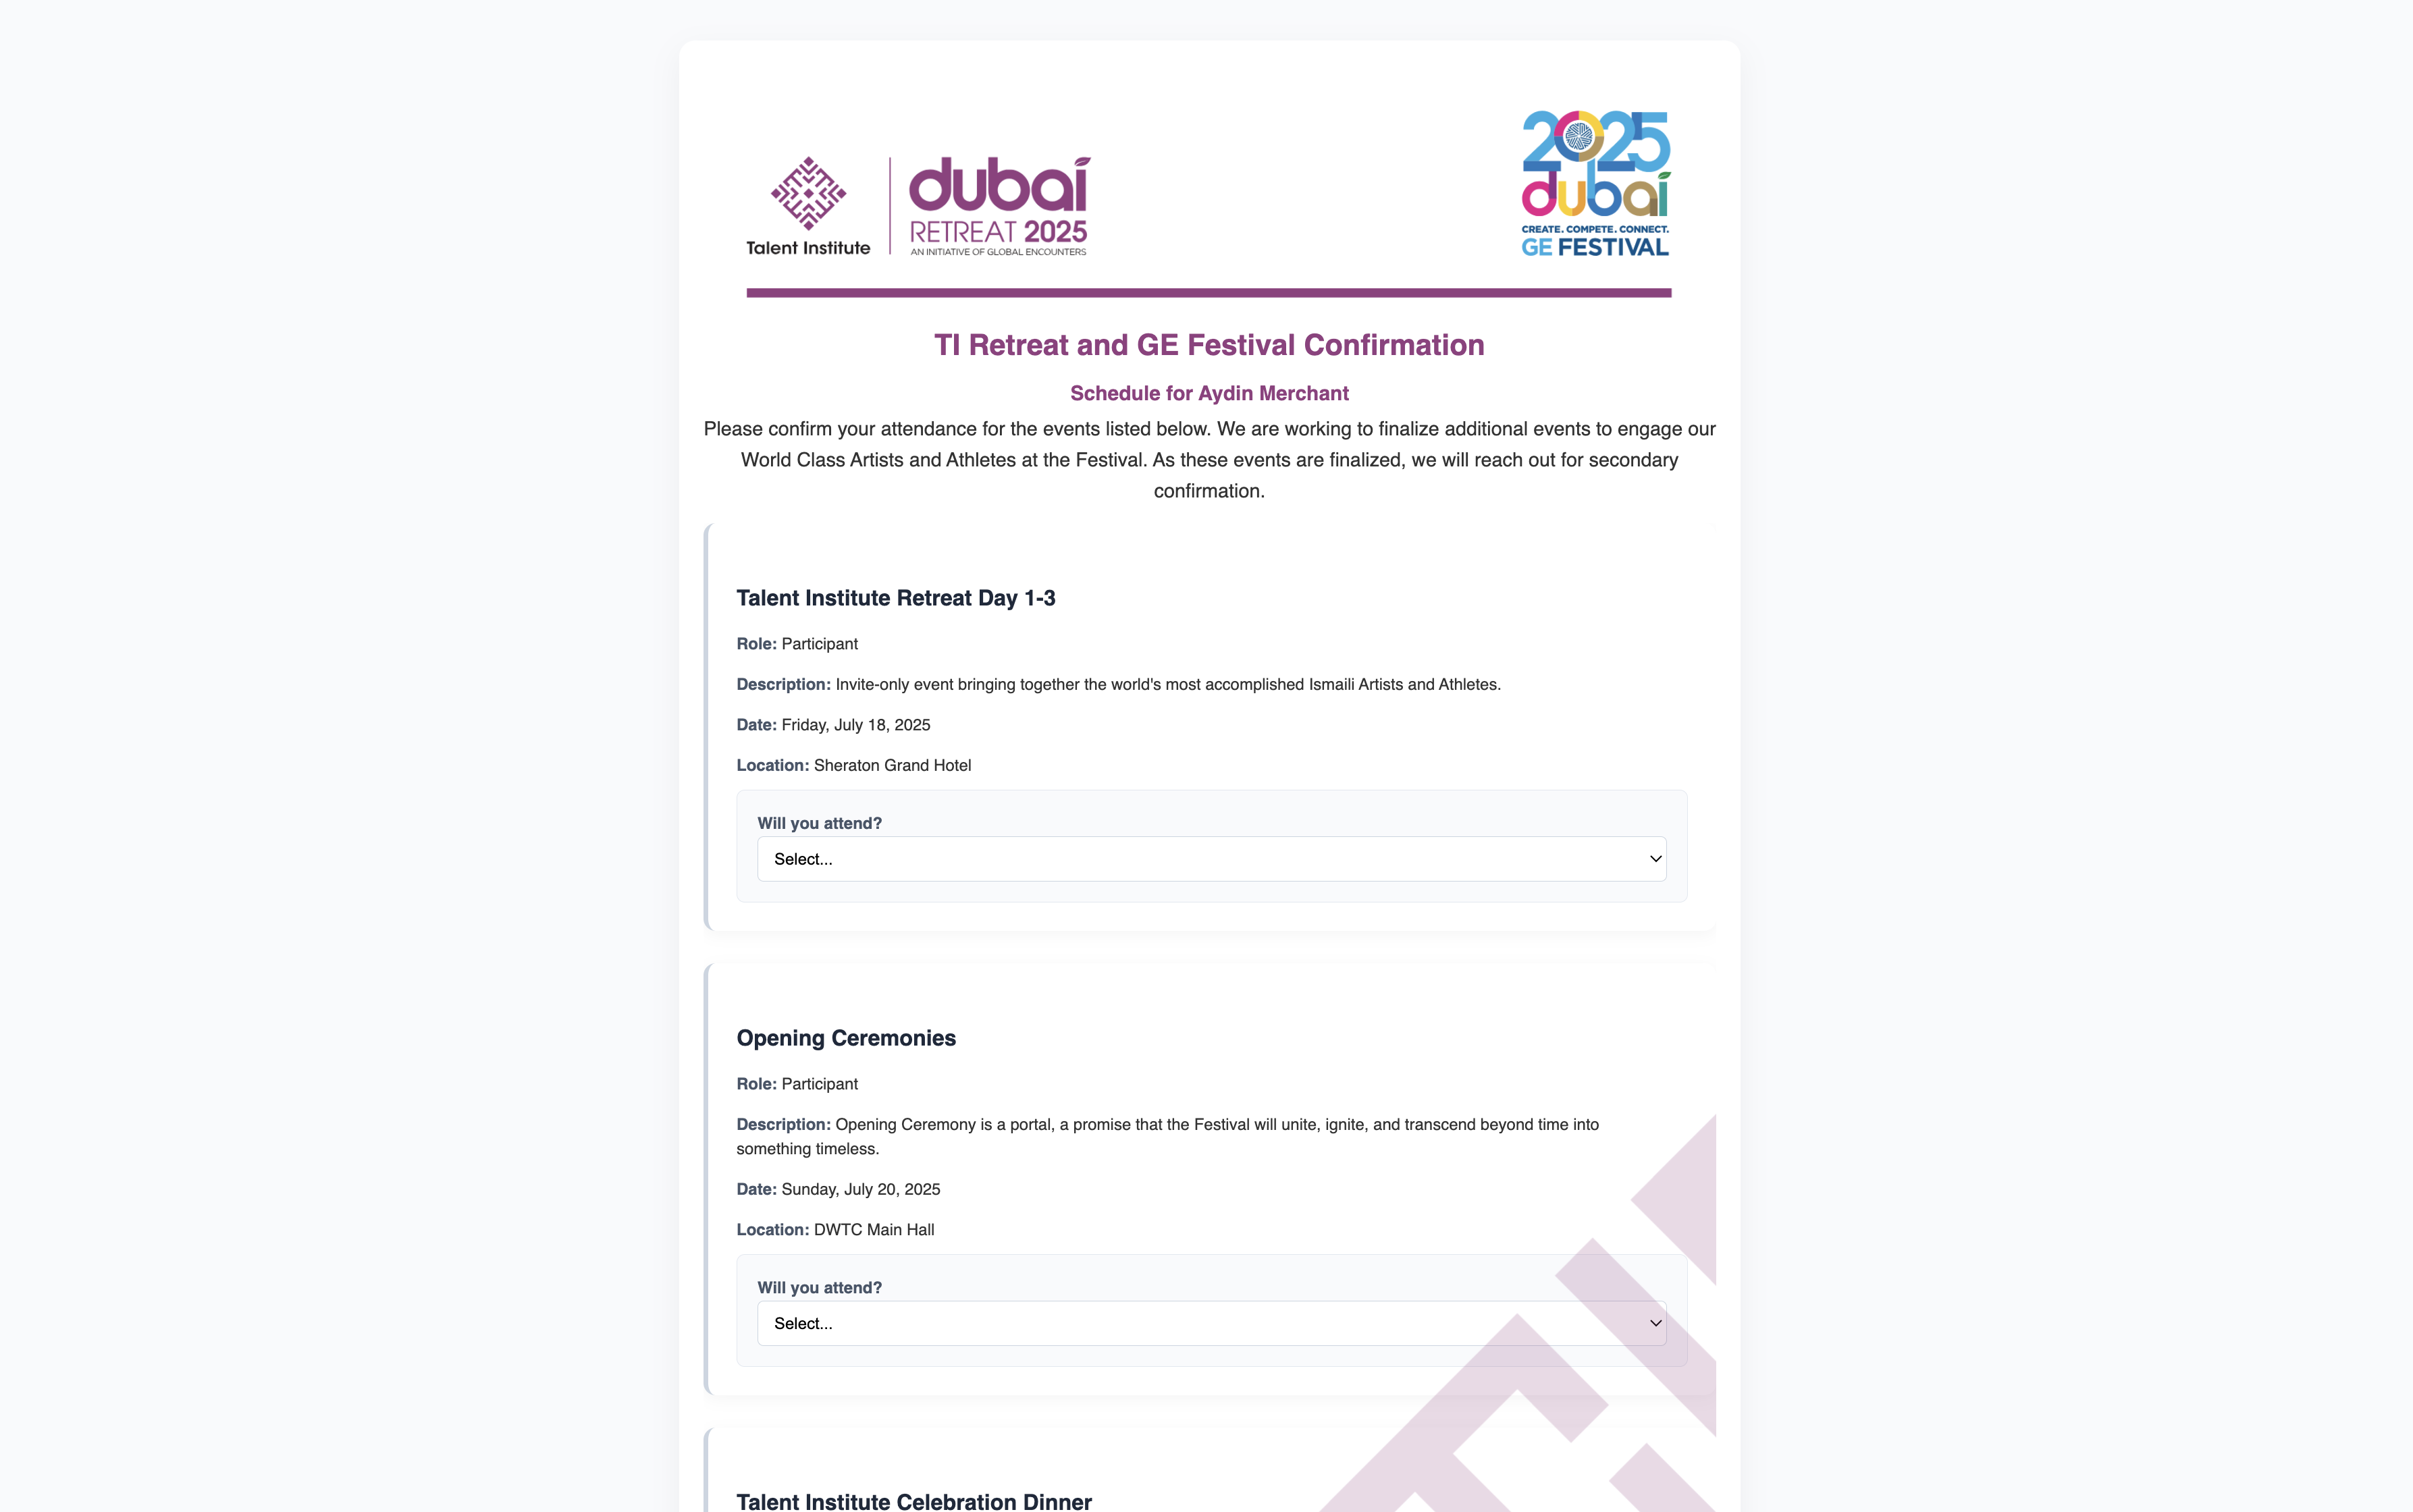 Talent Institute
dubai
RETREAT 2025
AN INITIATIVE OF GLOBAL ENCOUNTERS
2025
dubai
CREATE. COMPETE. CONNECT.
GE FESTIVAL
TI Retreat and GE Festival Confirmation
Schedule for Aydin Merchant
Please confirm your attendance for the events listed below. We are working to finalize additional events to engage our
World Class Artists and Athletes at the Festival. As these events are finalized, we will reach out for secondary
confirmation.
Talent Institute Retreat Day 1-3
Role: Participant
Description: Invite-only event bringing together the world's most accomplished Ismaili Artists and Athletes.
Date: Friday, July 18, 2025
Location: Sheraton Grand Hotel
Will you attend?
Select...
Opening Ceremonies
Role: Participant
Description: Opening Ceremony is a portal, a promise that the Festival will unite, ignite, and transcend beyond time into
something timeless.
Date: Sunday, July 20, 2025
Location: DWTC Main Hall
Will you attend?
Select...
Talent Institute Celebration Dinner